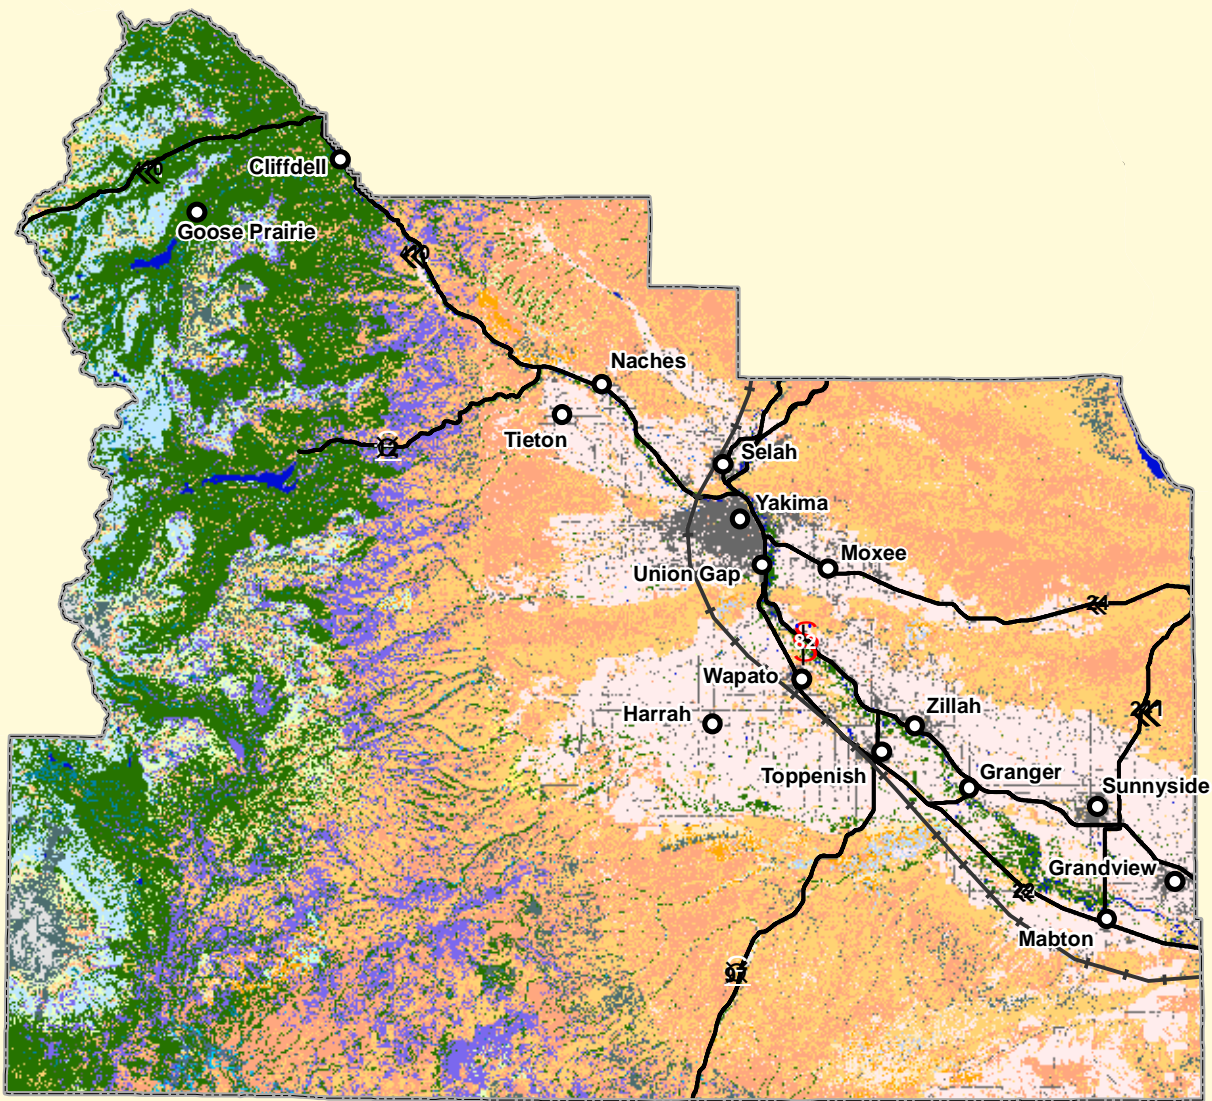 Cliffdell
Goose Prairie
Naches
Tieton
Selah
Yakima
Moxee
Union Gap
24
82
Wapato
Harrah
Zillah
Toppenish
Granger
Sunnyside
Grandview
22
Mabton
97